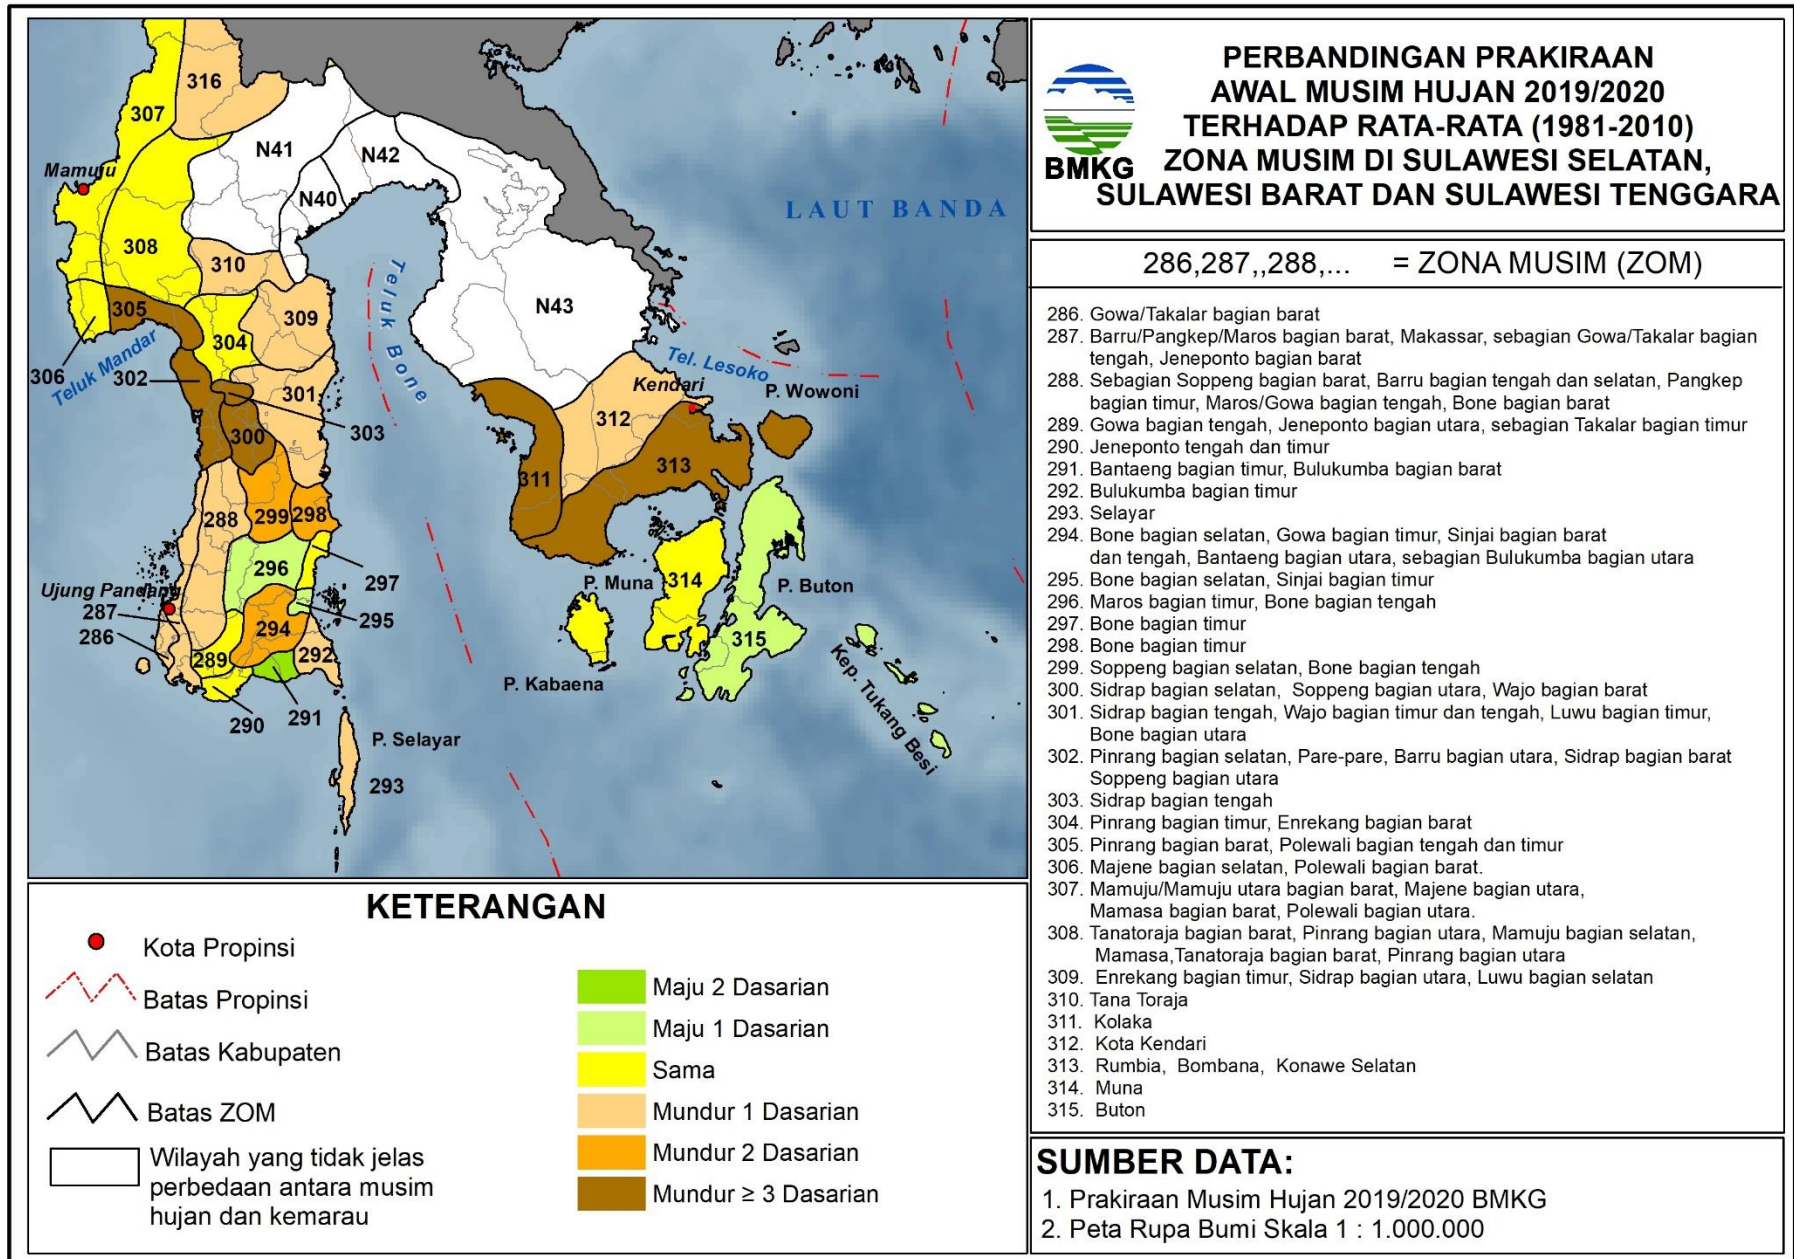 PERBANDINGAN PRAKIRAAN
AWAL MUSIM HUJAN 2019/2020
TERHADAP RATA-RATA (1981-2010)
ZONA MUSIM DI SULAWESI SELATAN,
SULAWESI BARAT DAN SULAWESI TENGGARA
BMKG
286,287,,288,... = ZONA MUSIM (ZOM)
286. Gowa/Takalar bagian barat
287. Barru/Pangkep/Maros bagian barat, Makassar, sebagian Gowa/Takalar bagian
tengah, Jeneponto bagian barat
288. Sebagian Soppeng bagian barat, Barru bagian tengah dan selatan, Pangkep
bagian timur, Maros/Gowa bagian tengah, Bone bagian barat
289. Gowa bagian tengah, Jeneponto bagian utara, sebagian Takalar bagian timur
290. Jeneponto tengah dan timur
291. Bantaeng bagian timur, Bulukumba bagian barat
292. Bulukumba bagian timur
293. Selayar
294. Bone bagian selatan, Gowa bagian timur, Sinjai bagian barat
dan tengah, Bantaeng bagian utara, sebagian Bulukumba bagian utara
295. Bone bagian selatan, Sinjai bagian timur
296. Maros bagian timur, Bone bagian tengah
297. Bone bagian timur
298. Bone bagian timur
299. Soppeng bagian selatan, Bone bagian tengah
300. Sidrap bagian selatan, Soppeng bagian utara, Wajo bagian barat
301. Sidrap bagian tengah, Wajo bagian timur dan tengah, Luwu bagian timur,
Bone bagian utara
302. Pinrang bagian selatan, Pare-pare, Barru bagian utara, Sidrap bagian barat
Soppeng bagian utara
303. Sidrap bagian tengah
304. Pinrang bagian timur, Enrekang bagian barat
305. Pinrang bagian barat, Polewali bagian tengah dan timur
306. Majene bagian selatan, Polewali bagian barat.
307. Mamuju/Mamuju utara bagian barat, Majene bagian utara,
Mamasa bagian barat, Polewali bagian utara.
308. Tanatoraja bagian barat, Pinrang bagian utara, Mamuju bagian selatan,
Mamasa,Tanatoraja bagian barat, Pinrang bagian utara
309. Enrekang bagian timur, Sidrap bagian utara, Luwu bagian selatan
310. Tana Toraja
311. Kolaka
312. Kota Kendari
313. Rumbia, Bombana, Konawe Selatan
314. Muna
315. Buton
SUMBER DATA:
1. Prakiraan Musim Hujan 2019/2020 BMKG
2. Peta Rupa Bumi Skala 1 : 1.000.000
316
307
N41
N42
Mamuju
N40
LAUT BANDA
308
310
Teluk Bone
305
309
N43
304
306
Teluk Mandar
302
301
Tel. Lesoko
Kendari
P. Wowoni
312
303
300
313
311
288
299
298
296
297
P. Muna
314
P. Buton
Ujung Pandang
287
295
294
286
289
292
315
Kep. Tukang Besi
P. Kabaena
290
291
P. Selayar
293
KETERANGAN
Kota Propinsi
Batas Propinsi
Batas Kabupaten
Batas ZOM
Wilayah yang tidak jelas
perbedaan antara musim
hujan dan kemarau
Maju 2 Dasarian
Maju 1 Dasarian
Sama
Mundur 1 Dasarian
Mundur 2 Dasarian
Mundur ≥ 3 Dasarian